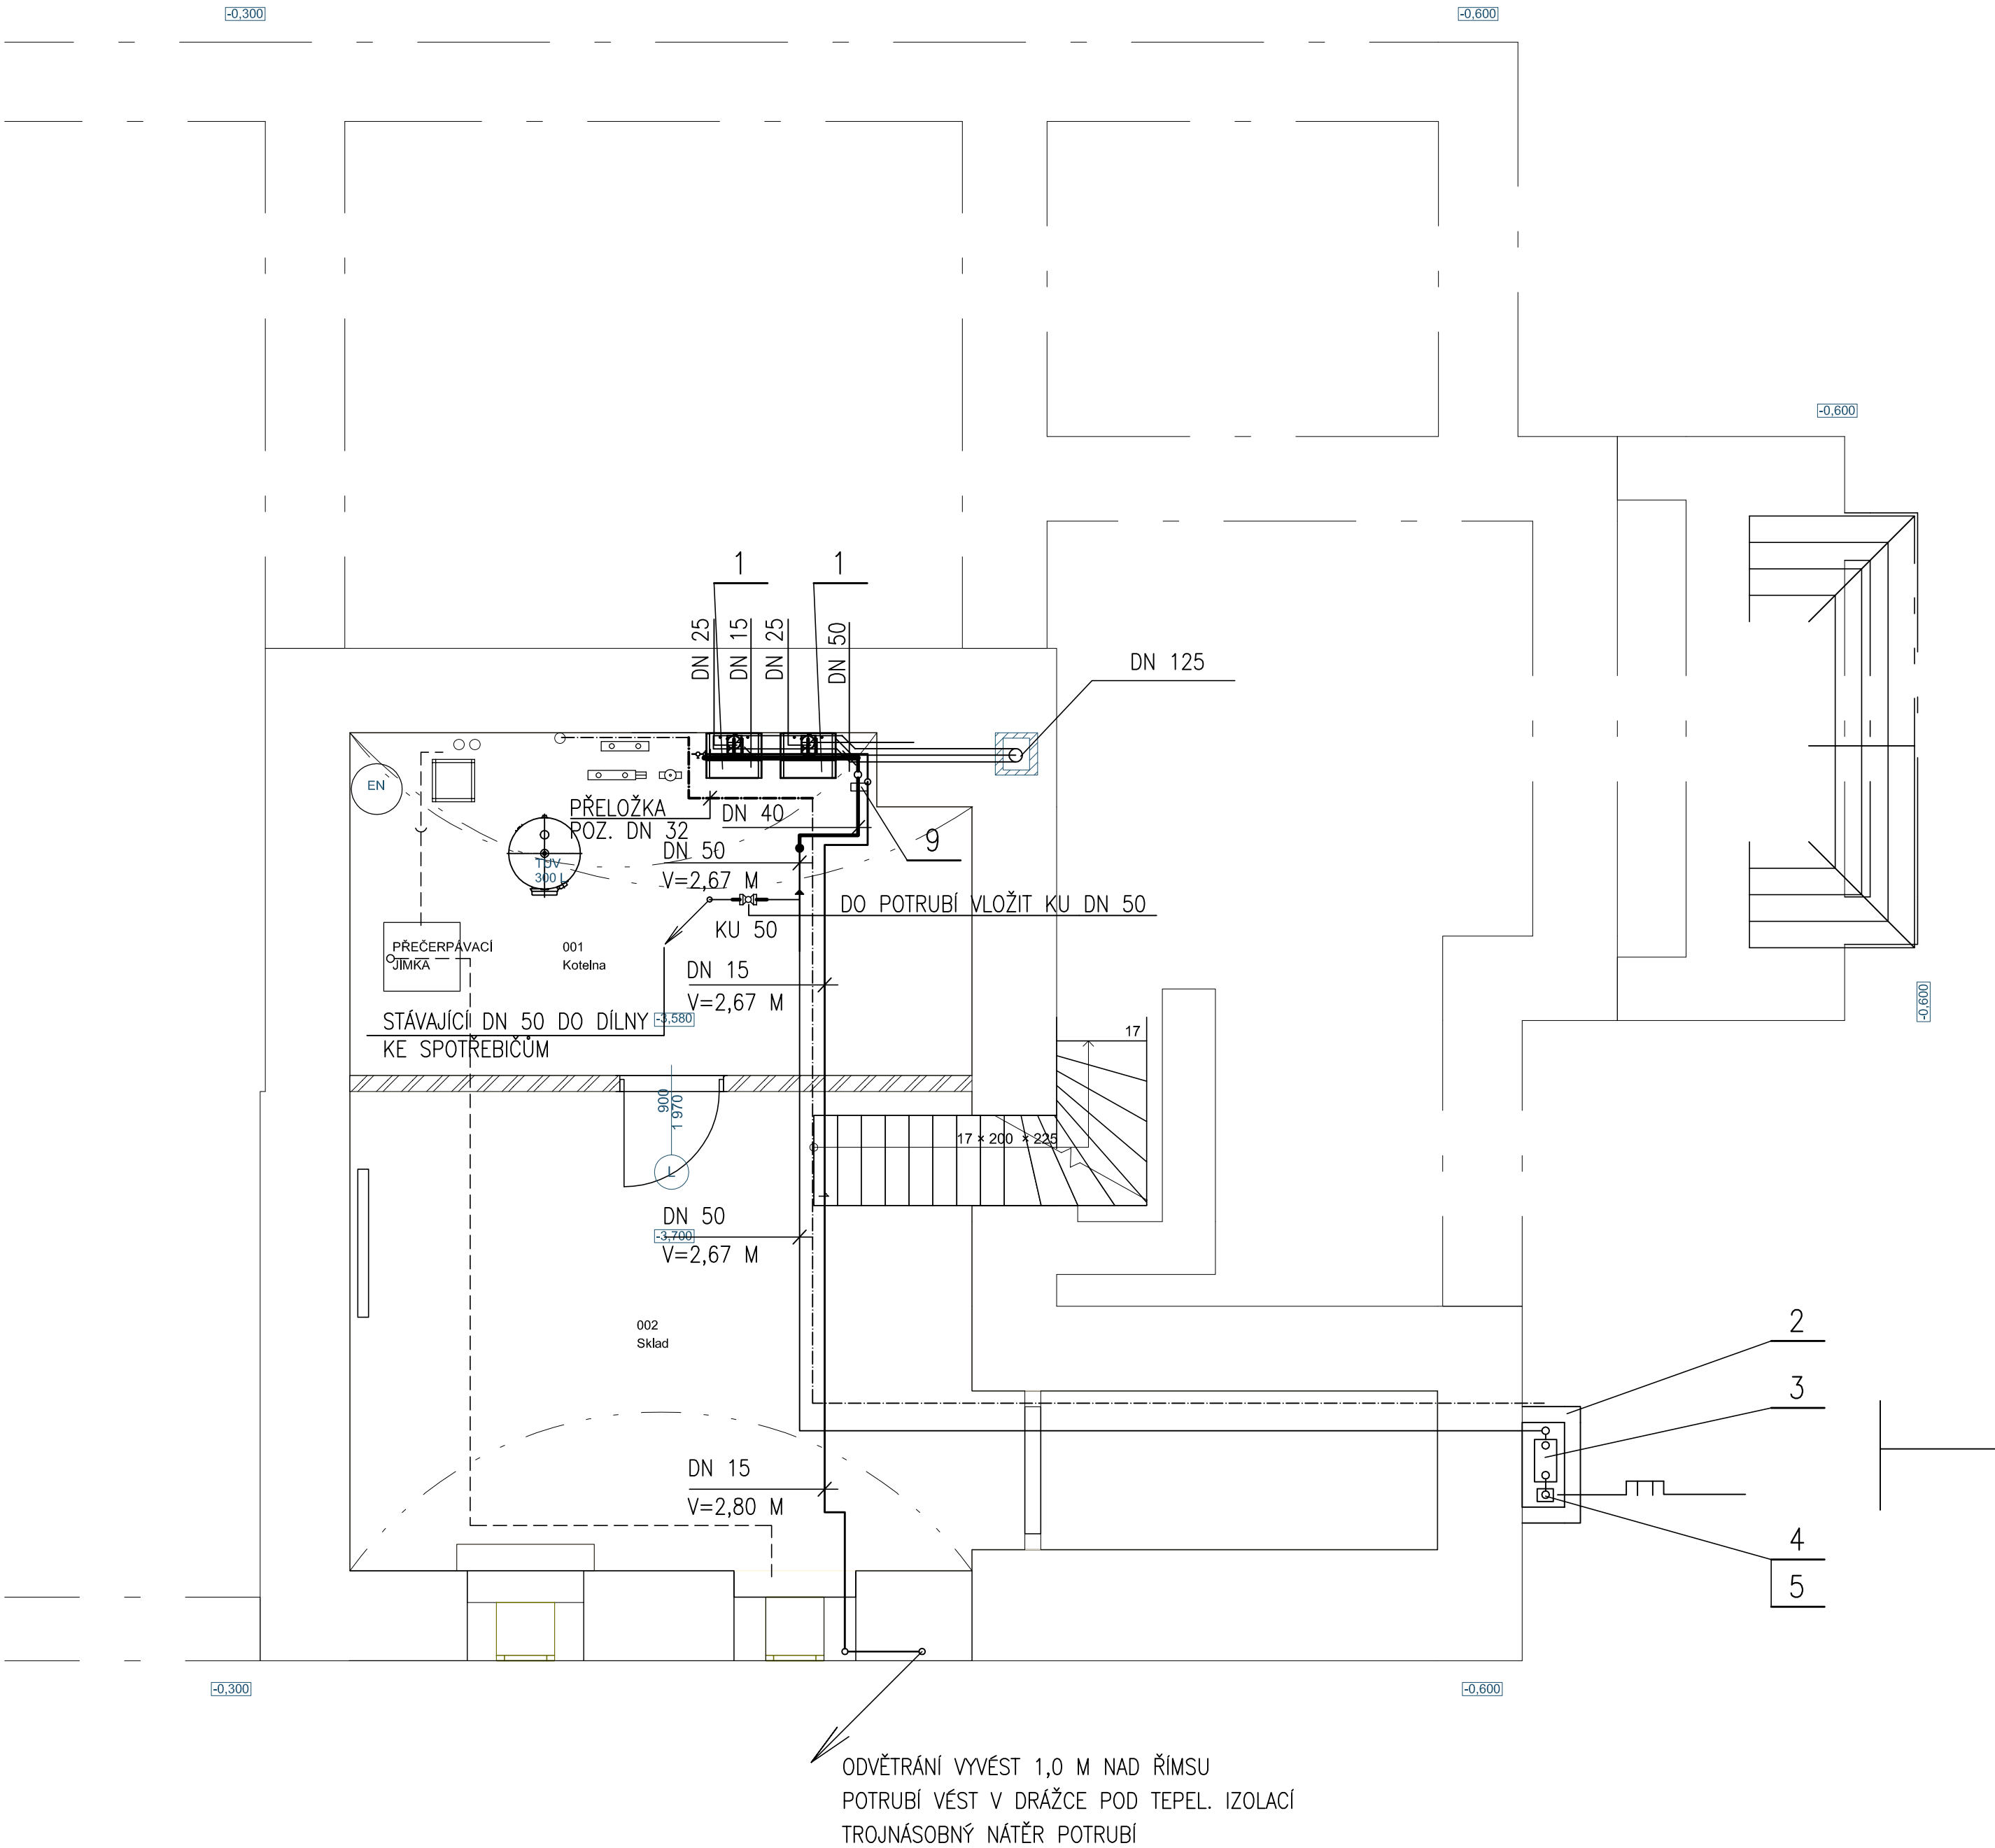 -0,300
-0,600
-0,600
1
1
DN 25
DN 15
DN 25
DN 50
DN 125
EN
PŘELOŽKA
POZ. DN 32
DN 40
9
DN 50
V=2,67 M
TUV
300 L
DO POTRUBÍ VLOŽIT KU DN 50
KU 50
PŘEČERPÁVACÍ
JÍMKA
001
Kotelna
DN 15
V=2,67 M
-0,600
STÁVAJÍCÍ DN 50 DO DÍLNY
KE SPOTŘEBIČŮM
-3,580
17
900
1 970
17 × 200 × 225
L
DN 50
-3,700
V=2,67 M
002
Sklad
2
3
DN 15
V=2,80 M
4
5
-0,300
-0,600
ODVĚTRÁNÍ VYVÉST 1,0 M NAD ŘÍMSU
POTRUBÍ VÉST V DRÁŽCE POD TEPEL. IZOLACÍ
TROJNÁSOBNÝ NÁTĚR POTRUBÍ